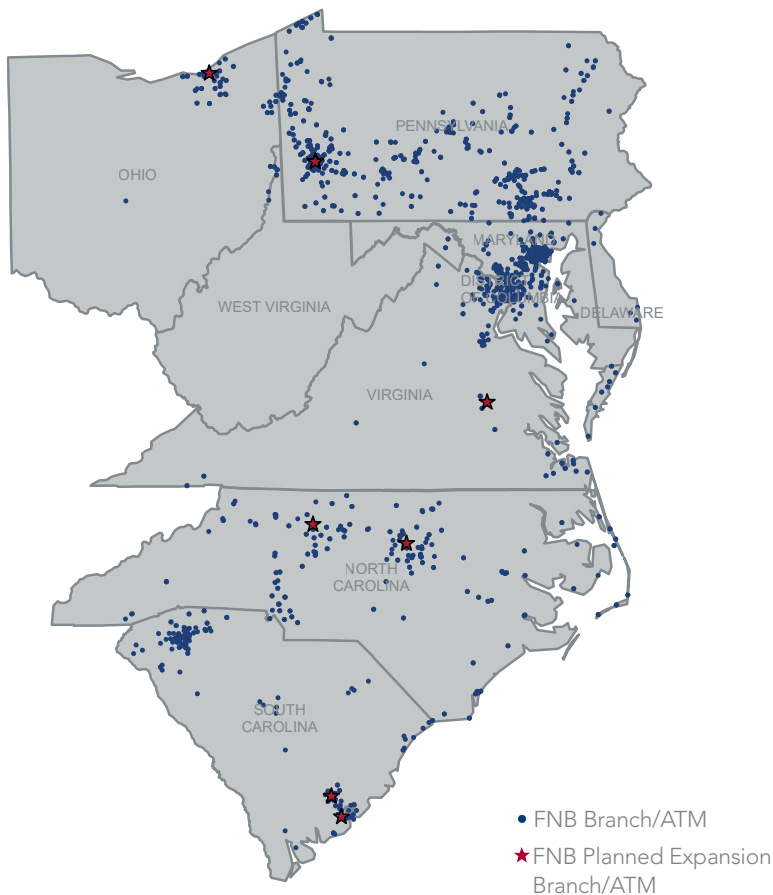 PENNSYLVANIA
OHIO
MARYLAND
DISTRICT
OF COLUMBIA
WEST VIRGINIA
DELAWARE
VIRGINIA
NORTH
CAROLINA
SOUTH
CAROLINA
FNB Branch/ATM
FNB Planned Expansion
Branch/ATM